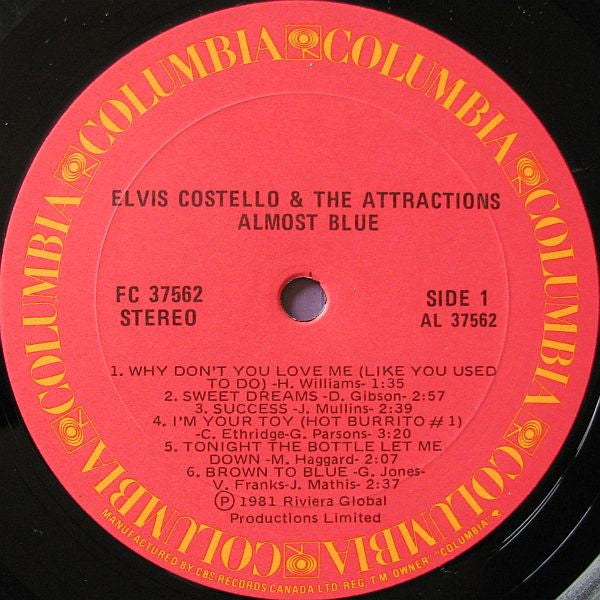 COLUMBIA COLUMBIA COLUMBIA COLUMBIA COLUMBIA COLUMBIA
ELVIS COSTELLO & THE ATTRACTIONS
ALMOST BLUE
FC 37562
STEREO
SIDE 1
AL 37562
1. WHY DON'T YOU LOVE ME (LIKE YOU USED
TO DO) -H. Williams- 1:35
2. SWEET DREAMS -D. Gibson- 2:57
3. SUCCESS -J. Mullins- 2:39
4. I'M YOUR TOY (HOT BURRITO #1)
-C. Ethridge-G. Parsons- 3:20
5. TONIGHT THE BOTTLE LET ME
DOWN -M. Haggard- 2:07
6. BROWN TO BLUE -G. Jones-
V. Franks-J. Mathis- 2:37
Ⓟ 1981 Riviera Global
Productions Limited
MANUFACTURED BY CBS RECORDS CANADA LTD. REG. T.M. OWNER "COLUMBIA"